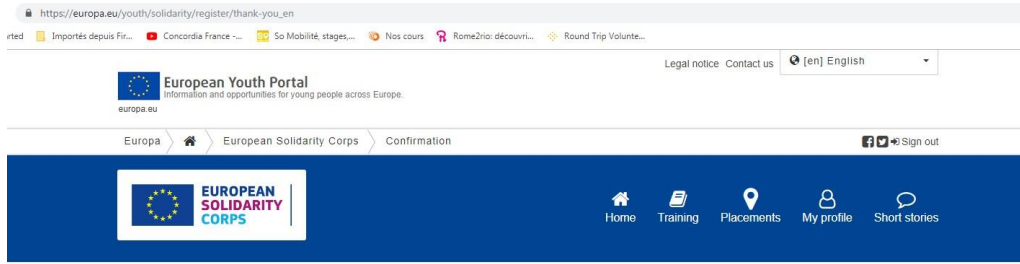 https://europa.eu/youth/solidarity/register/thank-you_en
rted Importés depuis Fir... Concordia France -... So Mobilité, stages,... Nos cours Rome2rio: découvri... Round Trip Volunte...
Legal notice Contact us [en] English
European Youth Portal
Information and opportunities for young people across Europe.
europa.eu
Europa European Solidarity Corps Confirmation Sign out
EUROPEAN
SOLIDARITY
CORPS
Home Training Placements My profile Short stories